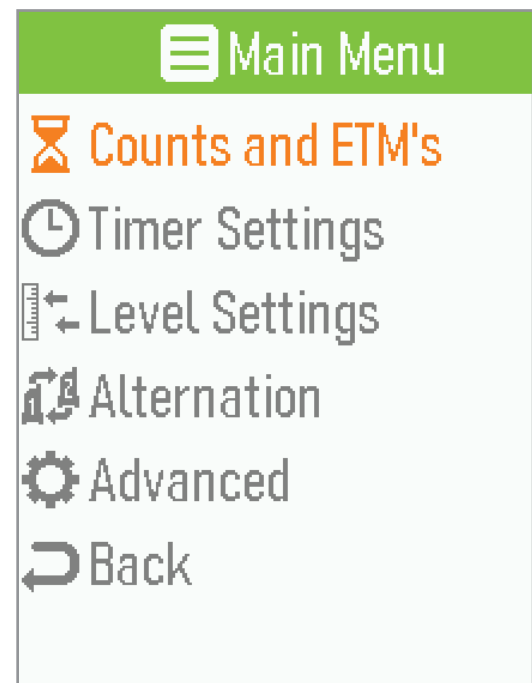 Main Menu
Counts and ETM's
Timer Settings
Level Settings
Alternation
Advanced
Back